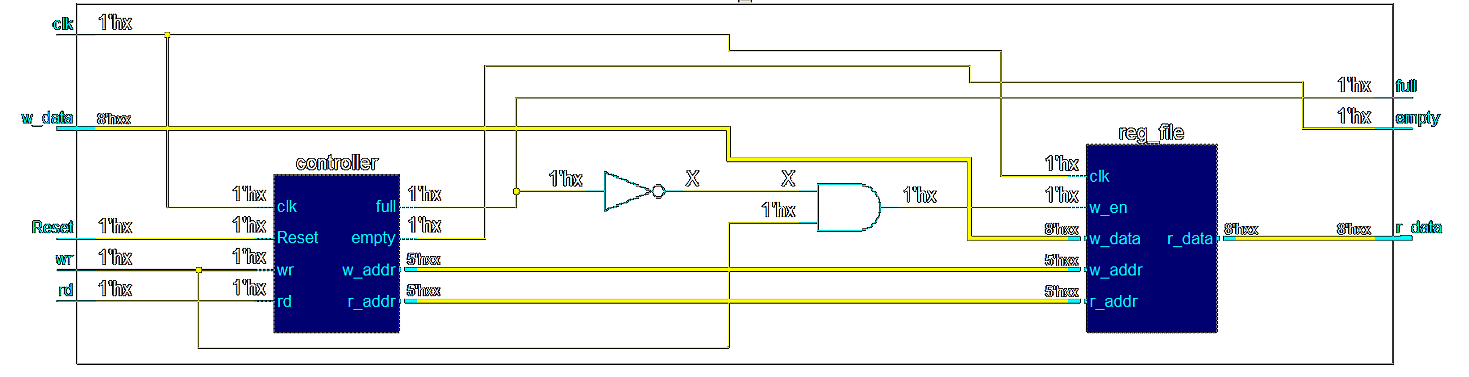 clk 1'hx
full 1'hx
w_data 8'hxx
empty 1'hx
reg_file
controller
1'hx clk
1'hx clk
full 1'hx
1'hx X X
1'hx
1'hx
1'hx w_en
Reset 1'hx
1'hx Reset
empty 1'hx
8'hxx w_data
r_data 8'hxx
8'hxx r_data
wr 1'hx
1'hx wr
w_addr 5'hxx
5'hxx w_addr
rd 1'hx
1'hx rd
r_addr 5'hxx
5'hxx r_addr